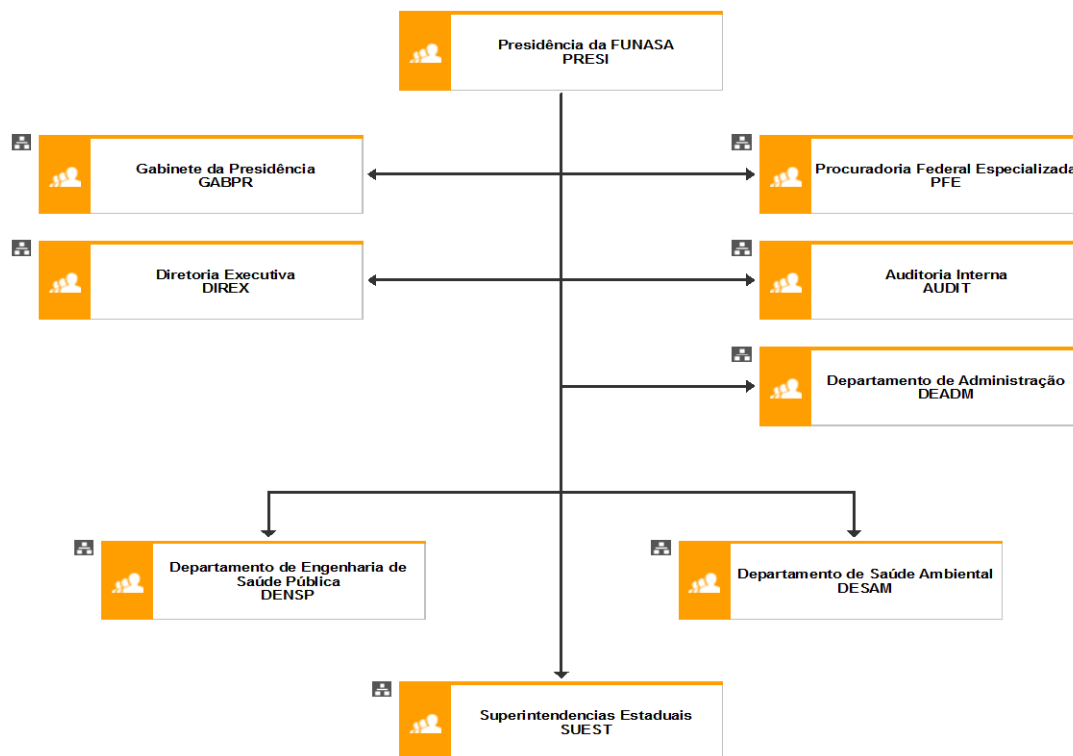 Presidência da FUNASA
PRESI
Gabinete da Presidência
GABPR
Procuradoria Federal Especializada
PFE
Diretoria Executiva
DIREX
Auditoria Interna
AUDIT
Departamento de Administração
DEADM
Departamento de Engenharia de
Saúde Pública
DENSP
Departamento de Saúde Ambiental
DESAM
Superintendencias Estaduais
SUEST